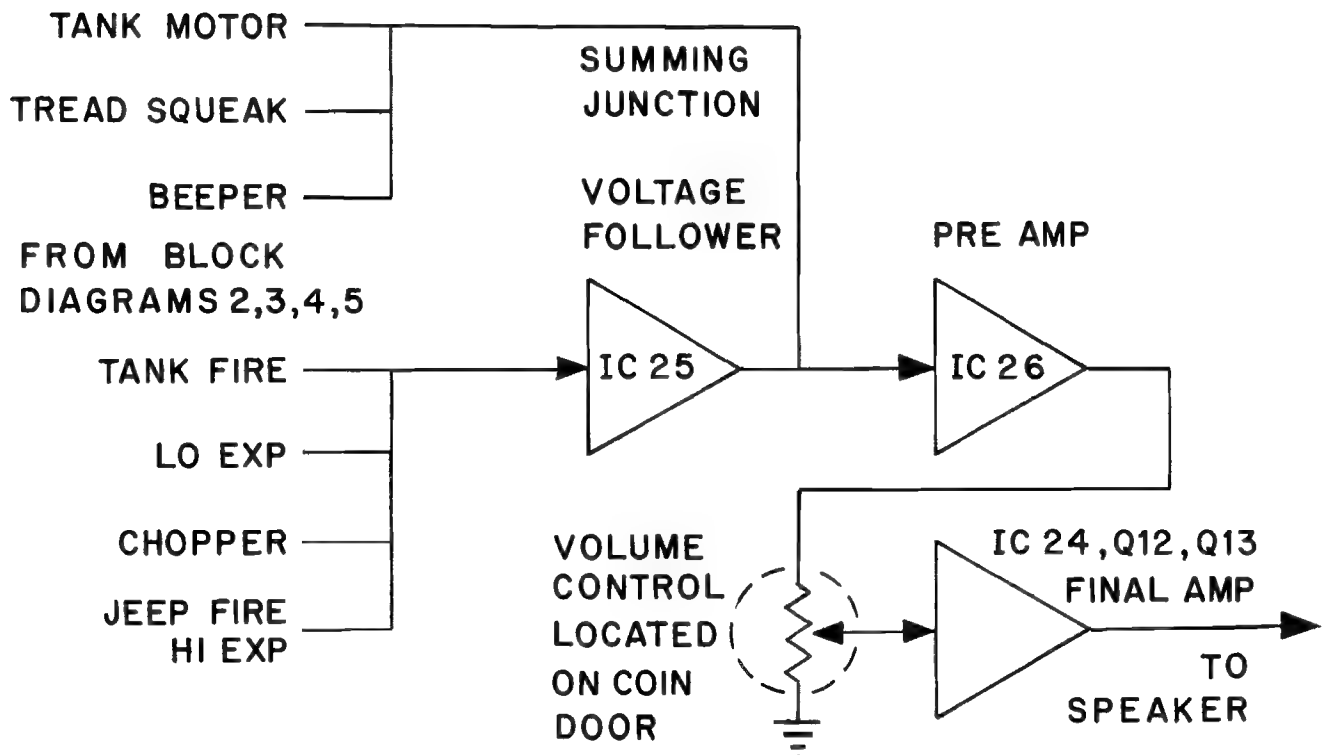 TANK MOTOR
TREAD SQUEAK
BEEPER
FROM BLOCK
DIAGRAMS 2,3,4,5
TANK FIRE
LO EXP
CHOPPER
JEEP FIRE
HI EXP
SUMMING
JUNCTION
VOLTAGE
FOLLOWER
IC 25
PRE AMP
IC 26
VOLUME
CONTROL
LOCATED
ON COIN
DOOR
IC 24, Q12, Q13
FINAL AMP
TO
SPEAKER